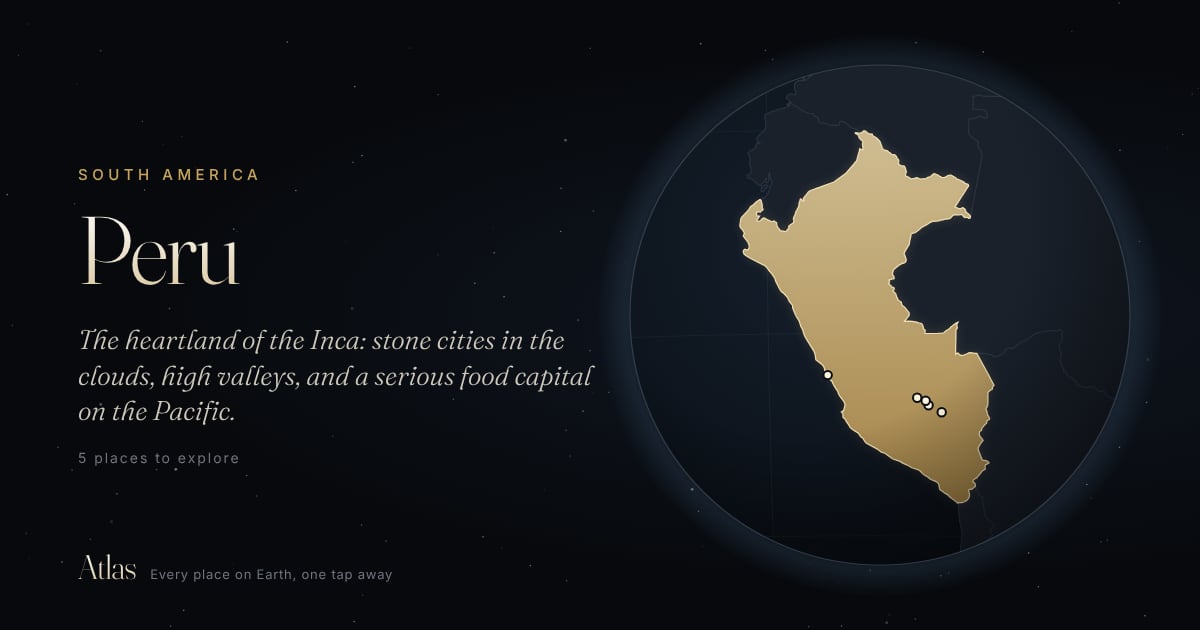 SOUTH AMERICA
Peru
The heartland of the Inca: stone cities in the
clouds, high valleys, and a serious food capital
on the Pacific.
5 places to explore
Atlas Every place on Earth, one tap away